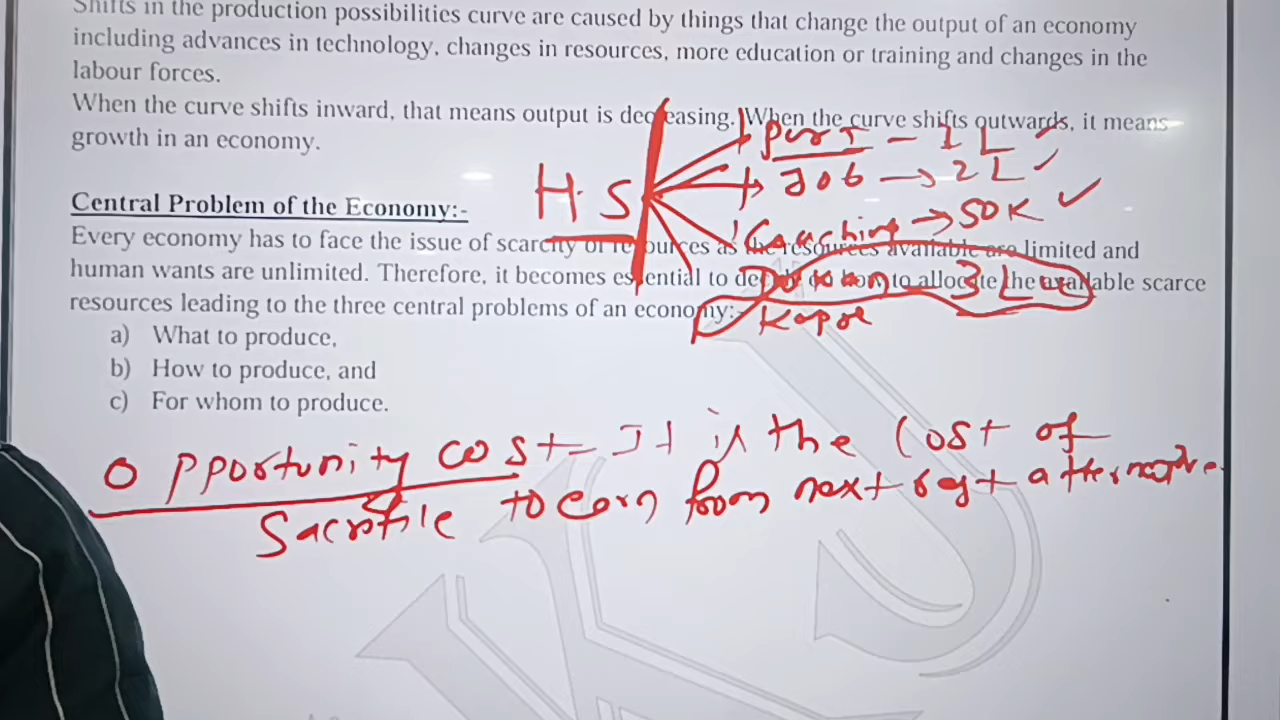 Shifts in the production possibilities curve are caused by things that change the output of an economy
including advances in technology, changes in resources, more education or training and changes in the
labour forces.
When the curve shifts inward, that means output is decreasing. When the curve shifts outwards, it means
growth in an economy.
H.S
1 L
Job → 2L
Coaching → 50K
Dokan 3 L
Kapor
Central Problem of the Economy:-
Every economy has to face the issue of scarcity of resources as the resources available are limited and
human wants are unlimited. Therefore, it becomes essential to decide on how to allocate the available scarce
resources leading to the three central problems of an economy:-
a) What to produce,
b) How to produce, and
c) For whom to produce.
Opportunity cost - It is the cost of
Sacrifile to earn from next best alternative